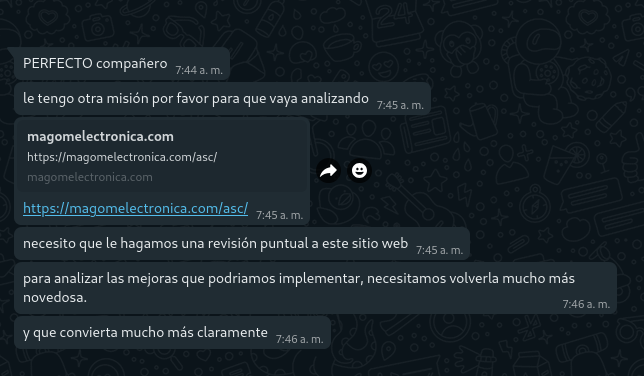 PERFECTO compañero 7:44 a. m.
le tengo otra misión por favor para que vaya analizando 7:45 a. m.
magomelectronica.com
https://magomelectronica.com/asc/
magomelectronica.com
https://magomelectronica.com/asc/ 7:45 a. m.
necesito que le hagamos una revisión puntual a este sitio web 7:45 a. m.
para analizar las mejoras que podriamos implementar, necesitamos volverla mucho más
novedosa. 7:46 a. m.
y que convierta mucho más claramente 7:46 a. m.